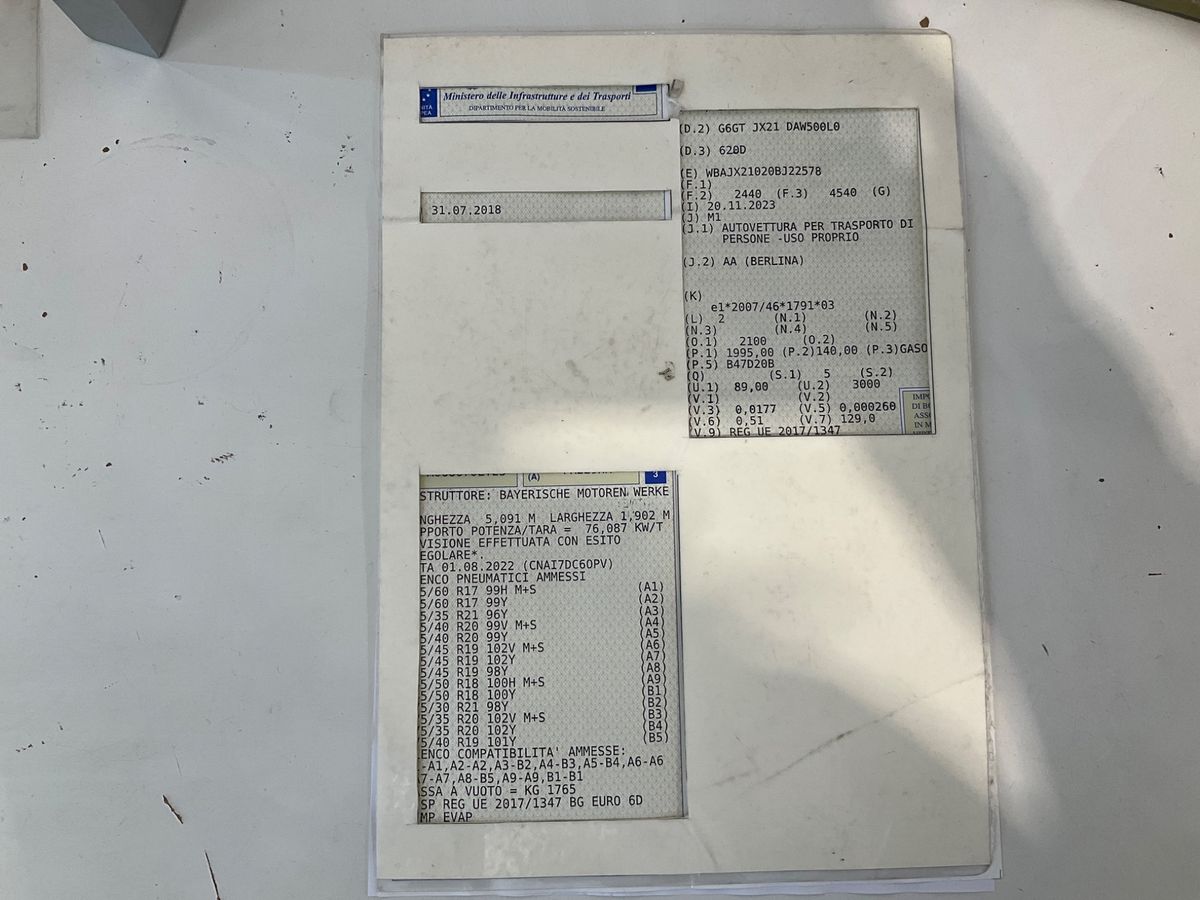 Ministero delle Infrastrutture e dei Trasporti
DIPARTIMENTO PER LA MOBILITÀ SOSTENIBILE
31.07.2018
(D.2) G6GT JX21 DAW500L0
(D.3) 620D
(E) WBAJX21020BJ22578
(F.1)
(F.2) 2440 (F.3) 4540 (G)
(I) 20.11.2023
(J) M1
(J.1) AUTOVETTURA PER TRASPORTO DI
PERSONE -USO PROPRIO
(J.2) AA (BERLINA)
(K)
e1*2007/46*1791*03
(L) 2 (N.1) (N.2)
(N.3) (N.4) (N.5)
(O.1) 2100 (O.2)
(P.1) 1995,00 (P.2)140,00 (P.3)GASO
(P.5) B47D20B
(Q) (S.1) 5 (S.2)
(U.1) 89,00 (U.2) 3000
(V.1) (V.2)
(V.3) 0,0177 (V.5) 0,000260
(V.6) 0,51 (V.7) 129,0
(V.9) REG UE 2017/1347
IMP
DI B
ASS
IN M
(A)
3
STRUTTORE: BAYERISCHE MOTOREN WERKE
NGHEZZA 5,091 M LARGHEZZA 1,902 M
PPORTO POTENZA/TARA = 76,087 KW/T
VISIONE EFFETTUATA CON ESITO
EGOLARE*.
TA 01.08.2022 (CNAI7DC6OPV)
ENCO PNEUMATICI AMMESSI
5/60 R17 99H M+S (A1)
5/60 R17 99Y (A2)
5/35 R21 96Y (A3)
5/40 R20 99V M+S (A4)
5/40 R20 99Y (A5)
5/45 R19 102V M+S (A6)
5/45 R19 102Y (A7)
5/45 R19 98Y (A8)
5/50 R18 100H M+S (A9)
5/50 R18 100Y (B1)
5/30 R21 98Y (B2)
5/35 R20 102V M+S (B3)
5/35 R20 102Y (B4)
5/40 R19 101Y (B5)
ENCO COMPATIBILITA' AMMESSE:
-A1,A2-A2,A3-B2,A4-B3,A5-B4,A6-A6
7-A7,A8-B5,A9-A9,B1-B1
SSA A VUOTO = KG 1765
SP REG UE 2017/1347 BG EURO 6D
MP EVAP